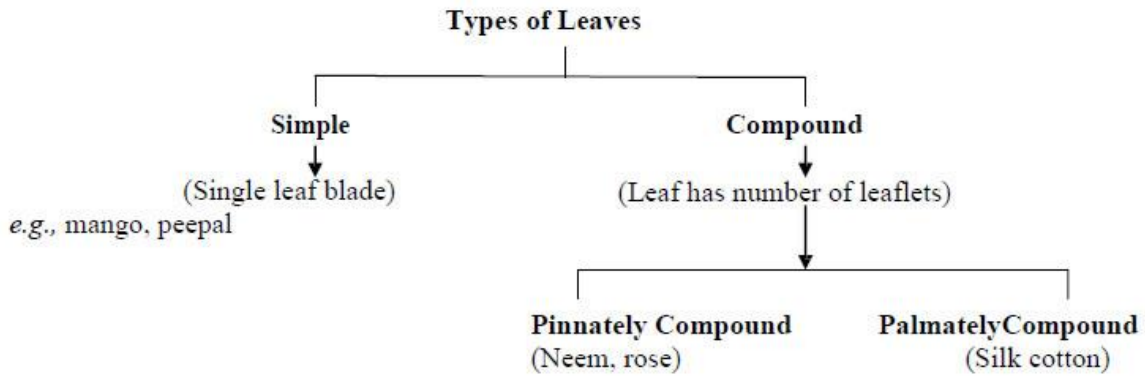 Types of Leaves
Simple Compound
(Single leaf blade) (Leaf has number of leaflets)
e.g., mango, peepal
Pinnately Compound PalmatelyCompound
(Neem, rose) (Silk cotton)